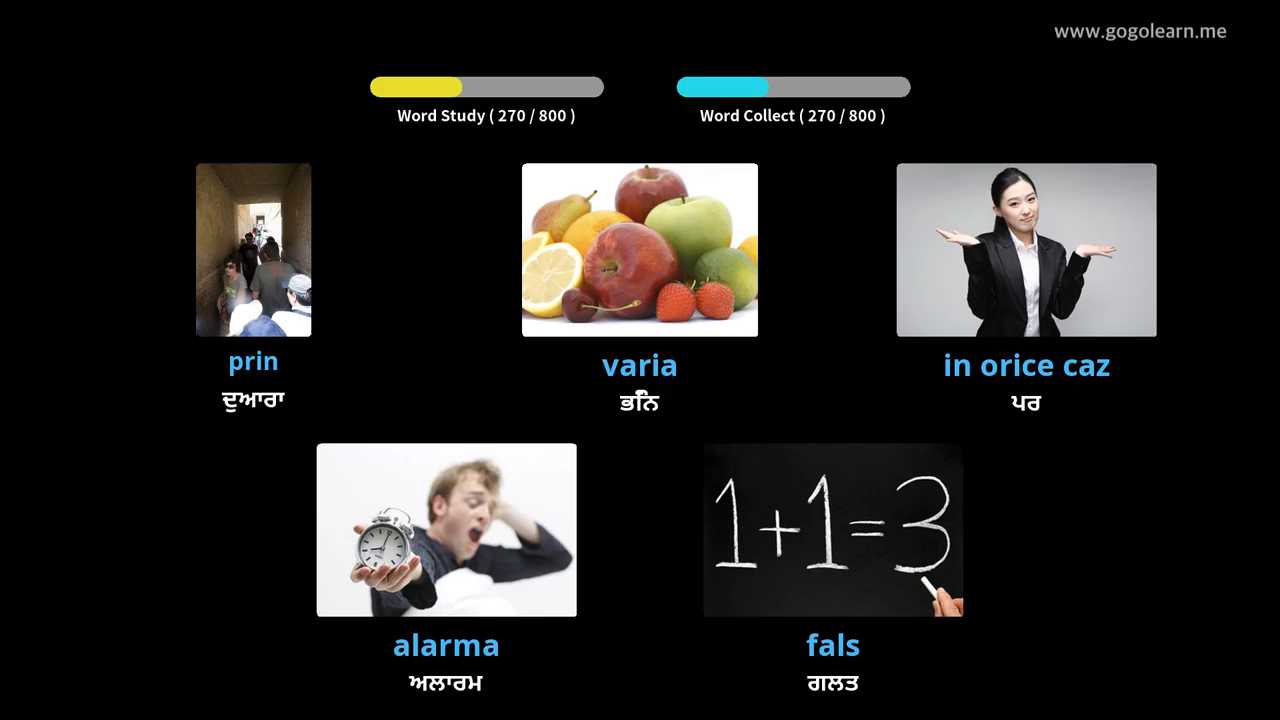 www.gogolearn.me
Word Study ( 270 / 800 )
Word Collect ( 270 / 800 )
prin
ਦੁਆਰਾ
varia
ਭਿੰਨ
in orice caz
ਪਰ
1+1=3
alarma
ਅਲਾਰਮ
fals
ਗਲਤ